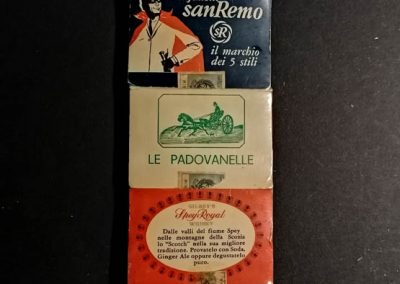 sanRemo
SR
il marchio
dei 5 stili
LE PADOVANELLE
GILBEY'S
Spey Royal
WHISKY
Dalle valli del fiume Spey
nelle montagne della Scozia
lo "Scotch" nella sua migliore
tradizione. Provatelo con Soda,
Ginger Ale oppure degustatelo
puro.